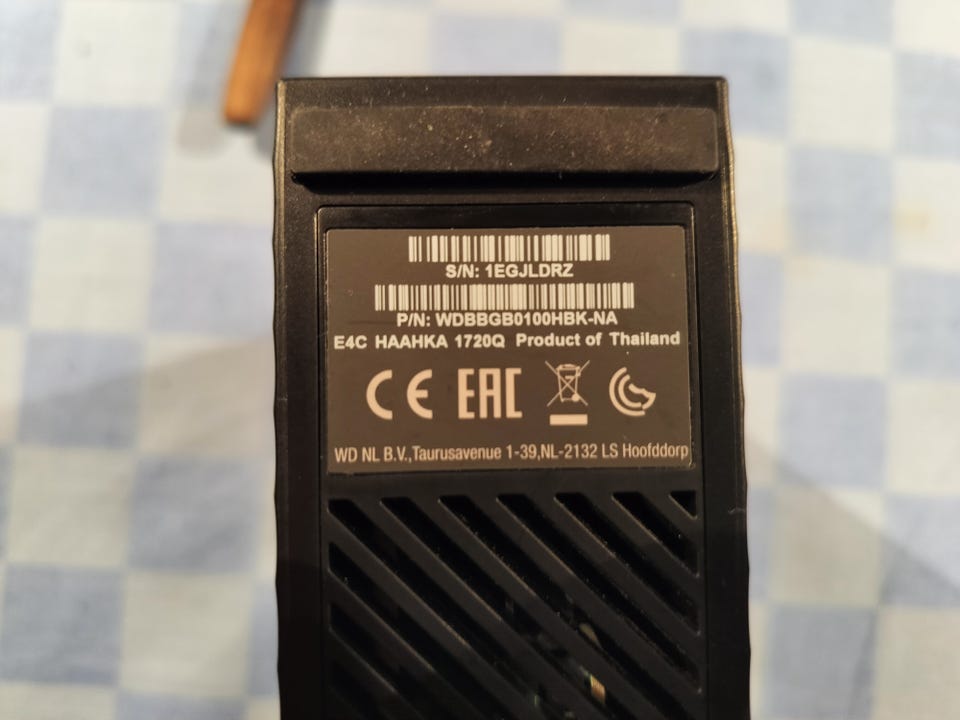 S/N: 1EGJLDRZ
P/N: WDBBGB0100HBK-NA
E4C HAAHKA 1720Q Product of Thailand
CE EAC
WD NL B.V.,Taurusavenue 1-39,NL-2132 LS Hoofddorp